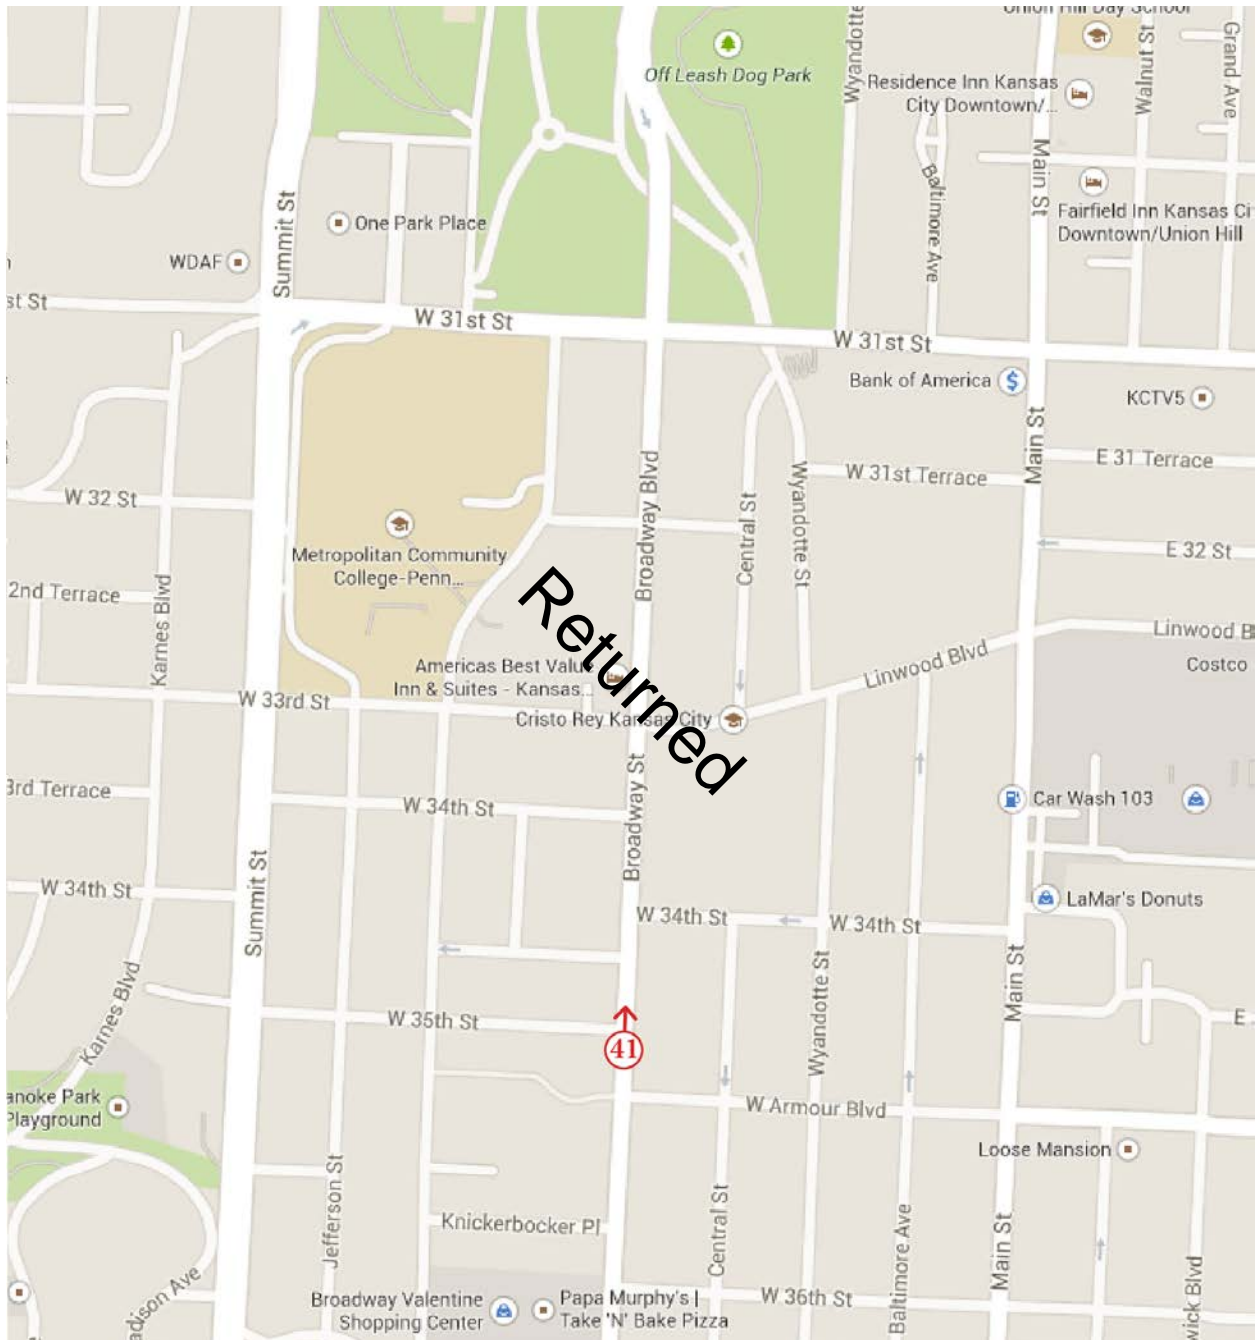 Union Hill Day School
Off Leash Dog Park
Wyandotte
Residence Inn Kansas
City Downtown/...
Walnut St
Grand Ave
Main St
Baltimore Ave
Fairfield Inn Kansas Ci
Downtown/Union Hill
Summit St
One Park Place
WDAF
st St
W 31st St
W 31st St
Bank of America
KCTV5
Main St
E 31 Terrace
W 31st Terrace
Broadway Blvd
Central St
Wyandotte St
W 32 St
E 32 St
Metropolitan Community
College-Penn...
2nd Terrace
Karnes Blvd
Returned
Linwood B
Linwood Blvd
Costco
Americas Best Value
Inn & Suites - Kansas...
W 33rd St
Cristo Rey Kansas City
3rd Terrace
W 34th St
Broadway St
Car Wash 103
W 34th St
Summit St
LaMar's Donuts
W 34th St
W 34th St
Karnes Blvd
W 35th St
41
Wyandotte St
Main St
E
anoke Park
Playground
W Armour Blvd
Loose Mansion
Jefferson St
Knickerbocker Pl
Central St
Baltimore Ave
Main St
adison Ave
Broadway Valentine
Shopping Center
Papa Murphy's |
Take 'N' Bake Pizza
W 36th St
wick Blvd